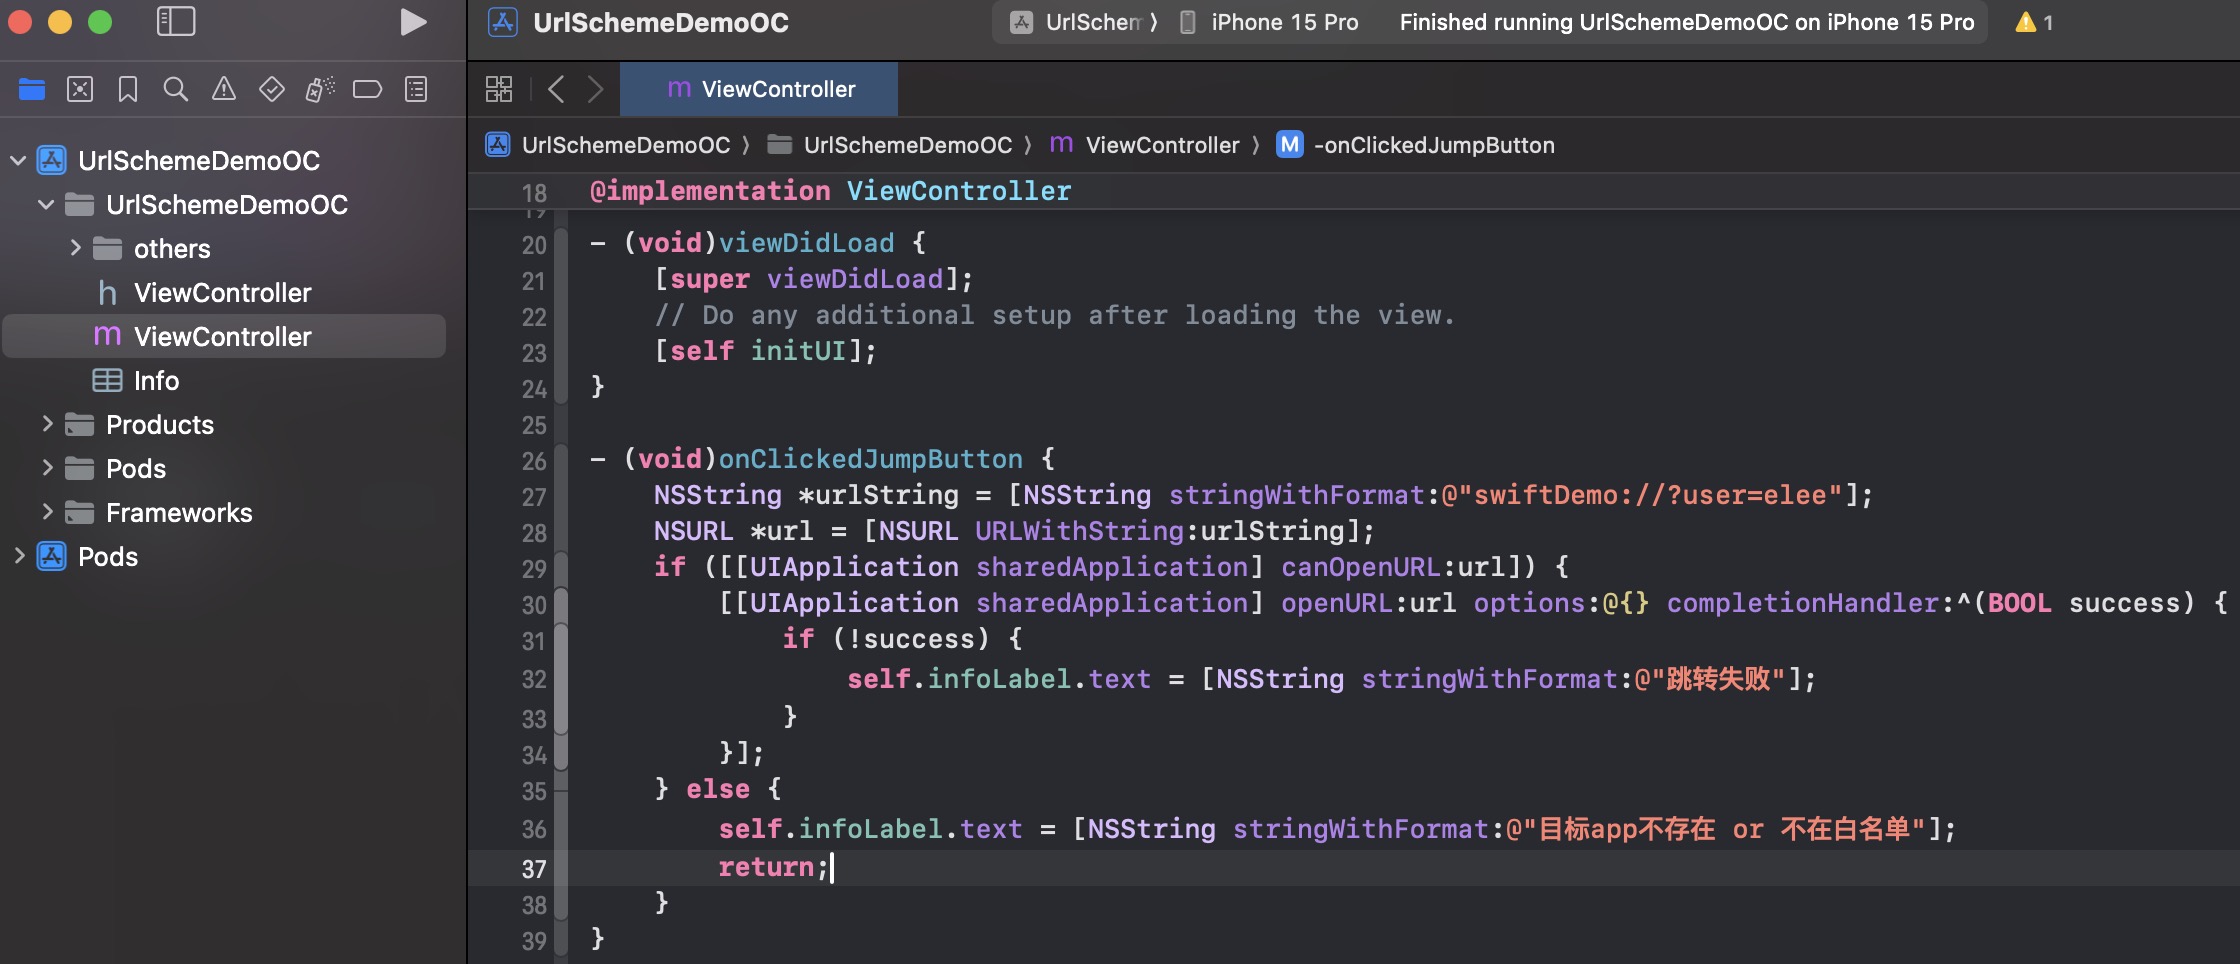 UrlSchemeDemoOC
UrlSchem
iPhone 15 Pro
Finished running UrlSchemeDemoOC on iPhone 15 Pro
1
m ViewController
UrlSchemeDemoOC 〉 UrlSchemeDemoOC 〉 m ViewController 〉 M -onClickedJumpButton
UrlSchemeDemoOC
UrlSchemeDemoOC
others
h ViewController
m ViewController
Info
Products
Pods
Frameworks
Pods
18 @implementation ViewController
19
20 - (void)viewDidLoad {
21 [super viewDidLoad];
22 // Do any additional setup after loading the view.
23 [self initUI];
24 }
25
26 - (void)onClickedJumpButton {
27 NSString *urlString = [NSString stringWithFormat:@"swiftDemo://?user=elee"];
28 NSURL *url = [NSURL URLWithString:urlString];
29 if ([[UIApplication sharedApplication] canOpenURL:url]) {
30 [[UIApplication sharedApplication] openURL:url options:@{} completionHandler:^(BOOL success) {
31 if (!success) {
32 self.infoLabel.text = [NSString stringWithFormat:@"跳转失败"];
33 }
34 }];
35 } else {
36 self.infoLabel.text = [NSString stringWithFormat:@"目标app不存在 or 不在白名单"];
37 return;
38 }
39 }